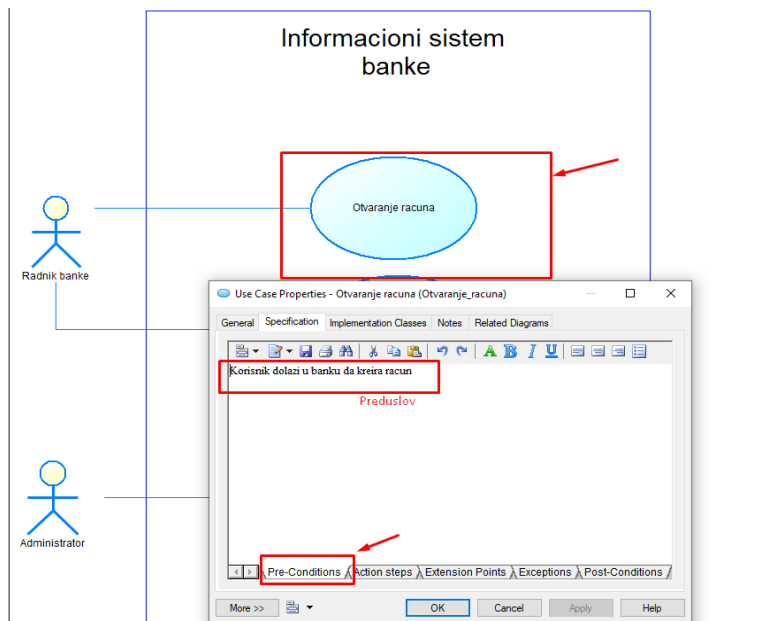 Informacioni sistem
banke
Otvaranje racuna
Radnik banke
Use Case Properties - Otvaranje racuna (Otvaranje_racuna)
General Specification Implementation Classes Notes Related Diagrams
A B I U
Korisnik dolazi u banku da kreira racun
Preduslov
Administrator
Pre-Conditions Action steps Extension Points Exceptions Post-Conditions
More >> OK Cancel Apply Help